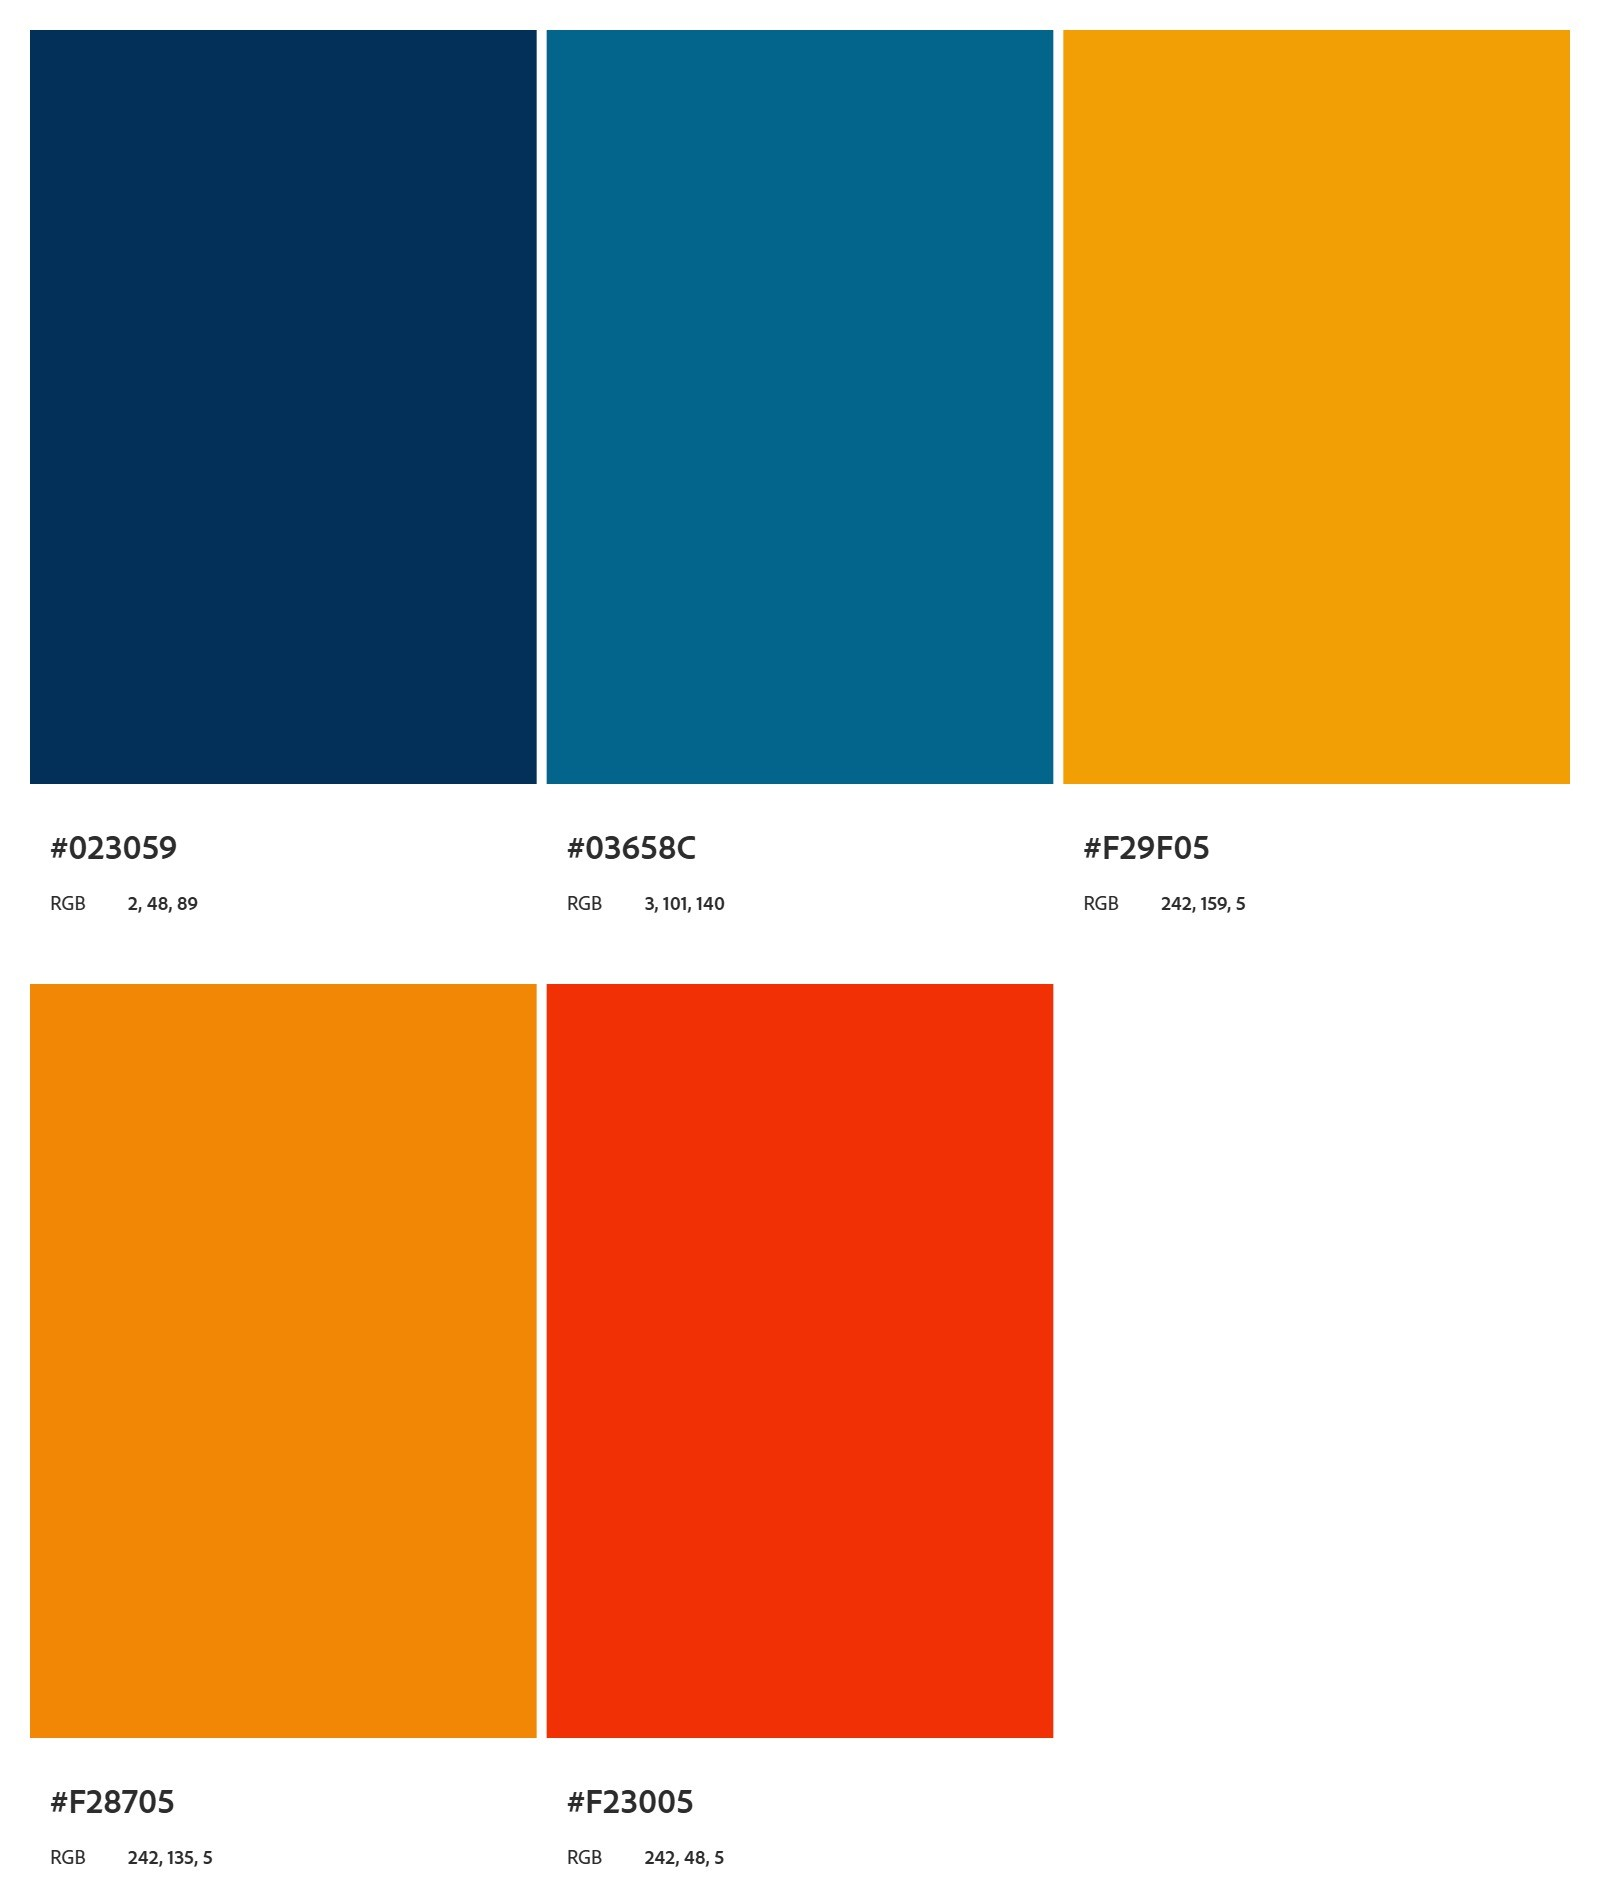 #023059 #03658C #F29F05
RGB 2, 48, 89 RGB 3, 101, 140 RGB 242, 159, 5
#F28705 #F23005
RGB 242, 135, 5 RGB 242, 48, 5